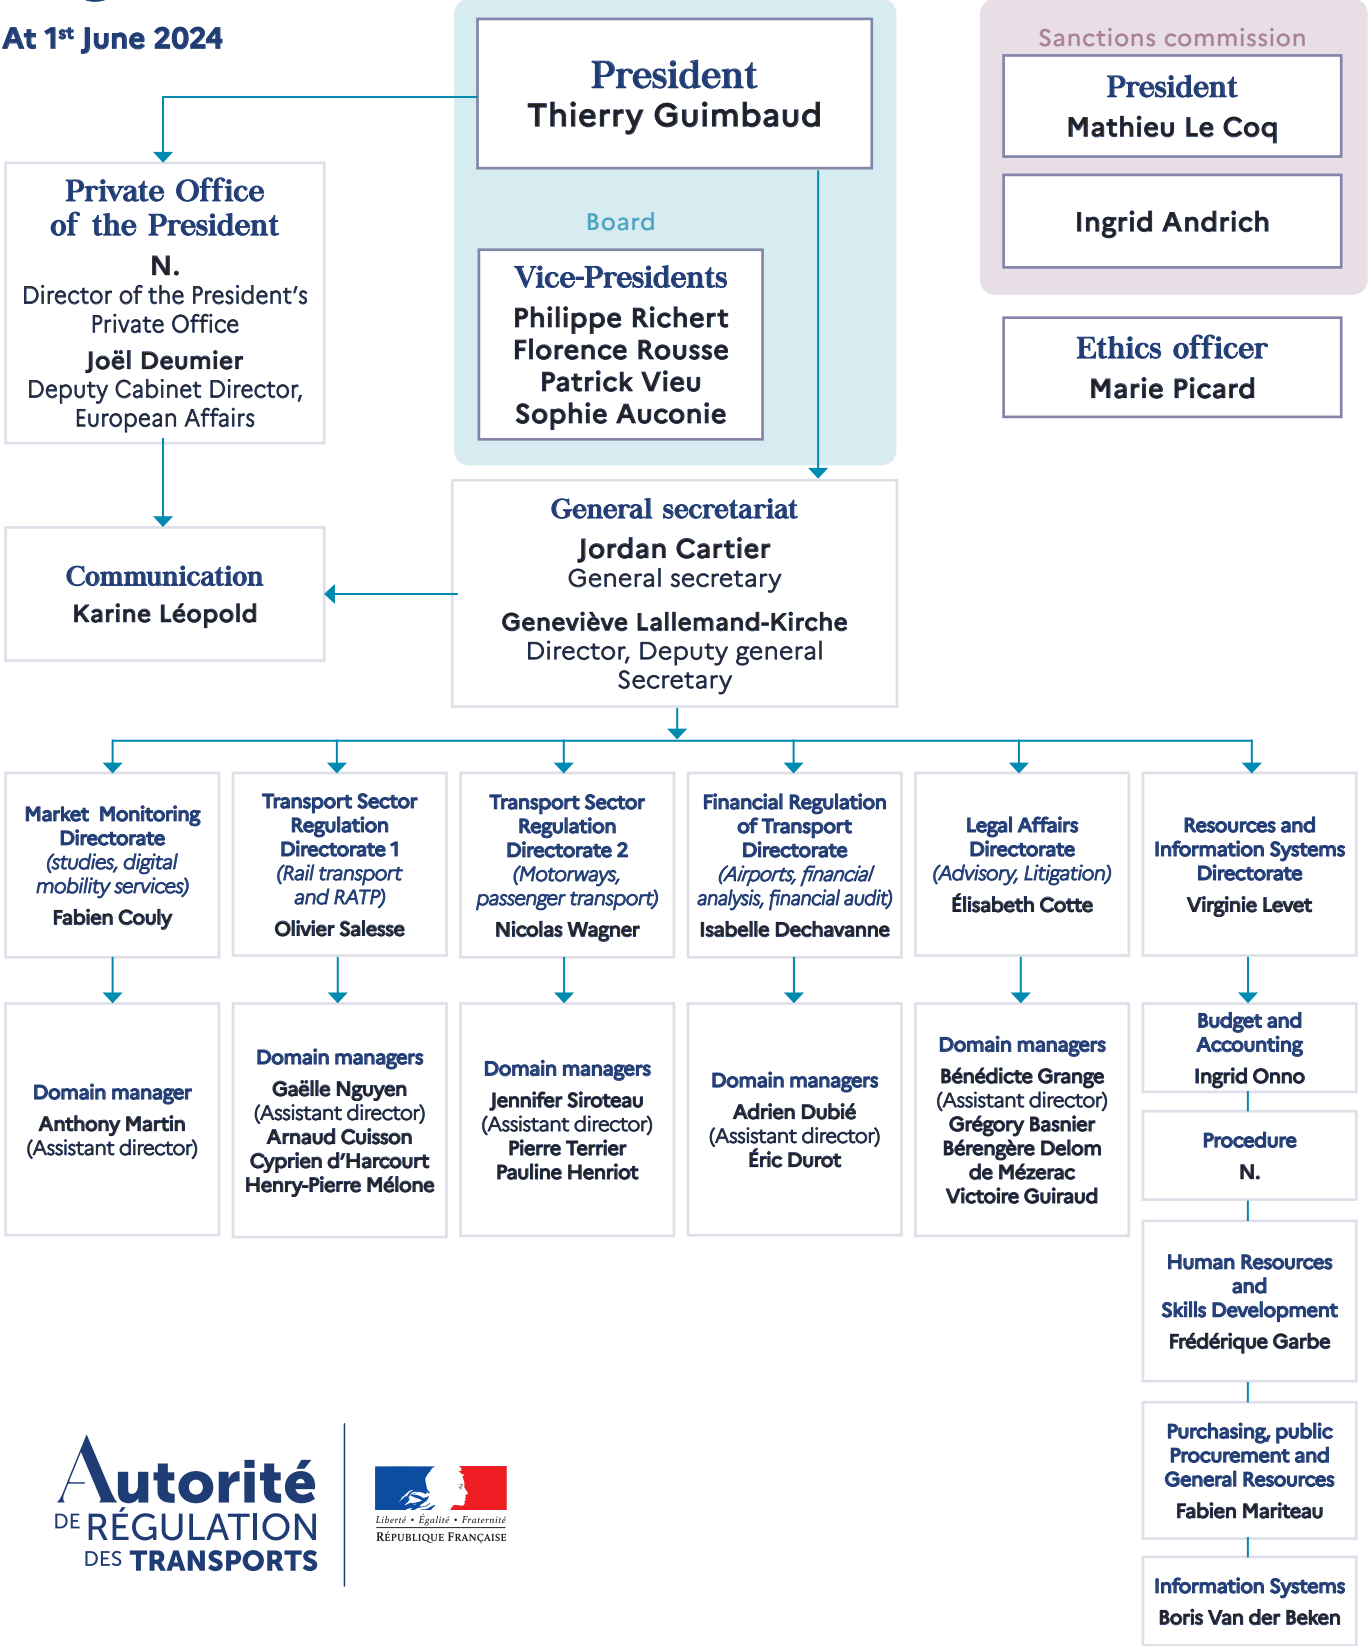 At 1st June 2024
President
Thierry Guimbaud
Board
Vice-Presidents
Philippe Richert
Florence Rousse
Patrick Vieu
Sophie Auconie
Sanctions commission
President
Mathieu Le Coq
Ingrid Andrich
Ethics officer
Marie Picard
Private Office
of the President
N.
Director of the President’s
Private Office
Joël Deumier
Deputy Cabinet Director,
European Affairs
Communication
Karine Léopold
General secretariat
Jordan Cartier
General secretary
Geneviève Lallemand-Kirche
Director, Deputy general
Secretary
Market Monitoring
Directorate
(studies, digital
mobility services)
Fabien Couly
Transport Sector
Regulation
Directorate 1
(Rail transport
and RATP)
Olivier Salesse
Transport Sector
Regulation
Directorate 2
(Motorways,
passenger transport)
Nicolas Wagner
Financial Regulation
of Transport
Directorate
(Airports, financial
analysis, financial audit)
Isabelle Dechavanne
Legal Affairs
Directorate
(Advisory, Litigation)
Élisabeth Cotte
Resources and
Information Systems
Directorate
Virginie Levet
Domain manager
Anthony Martin
(Assistant director)
Domain managers
Gaëlle Nguyen
(Assistant director)
Arnaud Cuisson
Cyprien d’Harcourt
Henry-Pierre Mélone
Domain managers
Jennifer Siroteau
(Assistant director)
Pierre Terrier
Pauline Henriot
Domain managers
Adrien Dubié
(Assistant director)
Éric Durot
Domain managers
Bénédicte Grange
(Assistant director)
Grégory Basnier
Bérengère Delom
de Mézerac
Victoire Guiraud
Budget and
Accounting
Ingrid Onno
Procedure
N.
Human Resources
and
Skills Development
Frédérique Garbe
Purchasing, public
Procurement and
General Resources
Fabien Mariteau
Information Systems
Boris Van der Beken
Autorité
DE RÉGULATION
DES TRANSPORTS
Liberté • Égalité • Fraternité
RÉPUBLIQUE FRANÇAISE